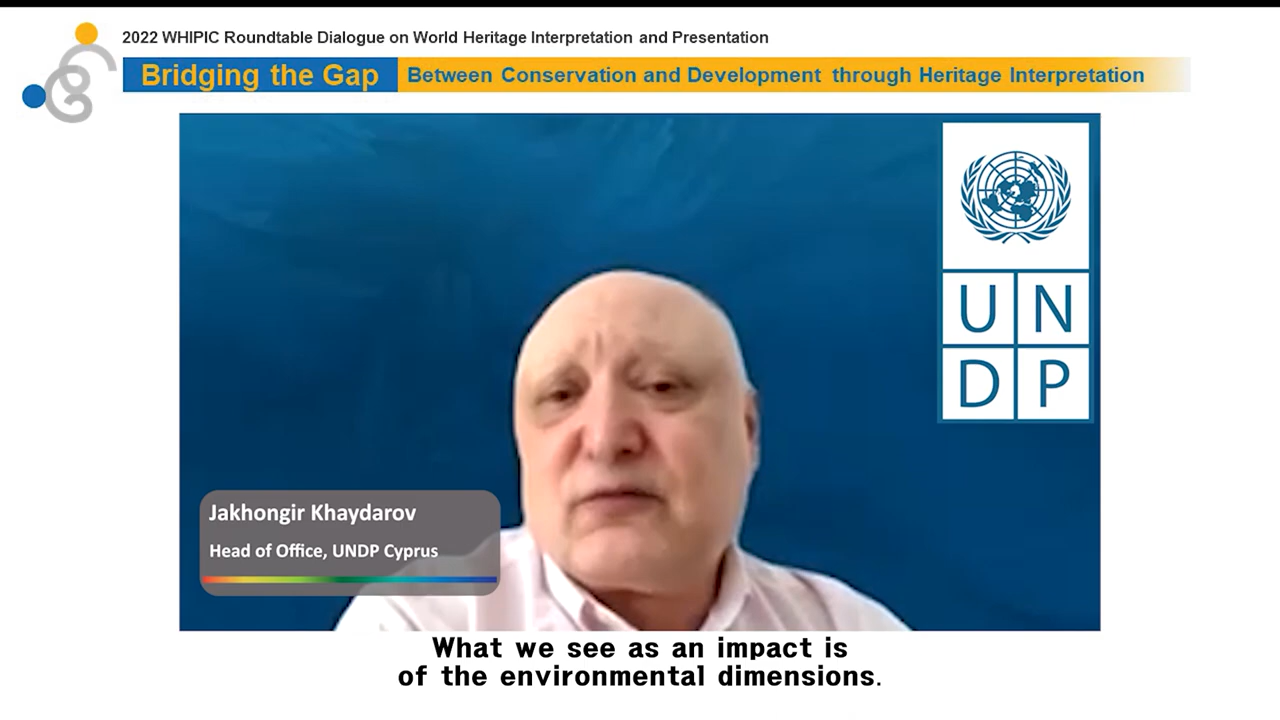 2022 WHIPIC Roundtable Dialogue on World Heritage Interpretation and Presentation
Bridging the Gap Between Conservation and Development through Heritage Interpretation
U N
D P
Jakhongir Khaydarov
Head of Office, UNDP Cyprus
What we see as an impact is
of the environmental dimensions.